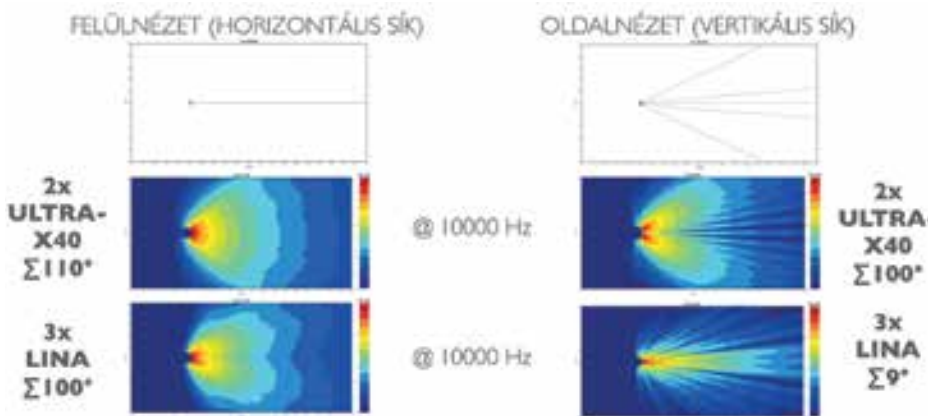 FELÜLNÉZET (HORIZONTÁLIS SÍK)
OLDALNÉZET (VERTIKÁLIS SÍK)
2x
ULTRA-
X40
∑110°
@ 10000 Hz
2x
ULTRA
X40
∑100°
3x
LINA
∑100°
@ 10000 Hz
3x
LINA
∑9°